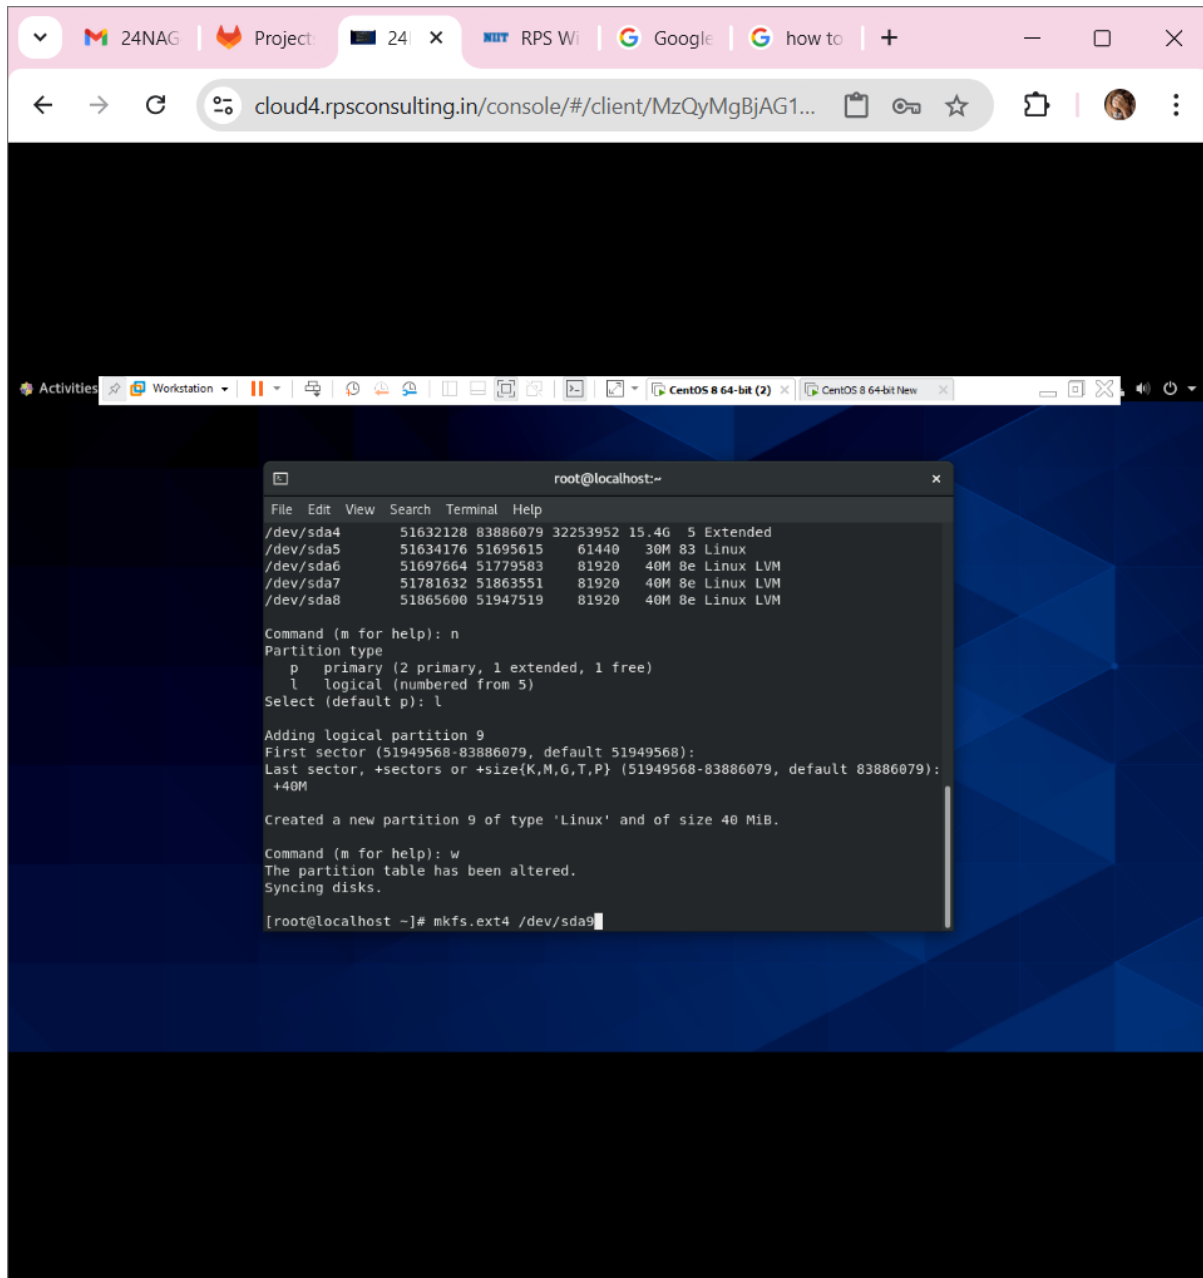 24NAG
Project
24
NIIT RPS Wi
Google
how to
cloud4.rpsconsulting.in/console/#/client/MzQyMgBjAG1...
Activities
Workstation
CentOS 8 64-bit (2)
CentOS 8 64-bit New
root@localhost:~
File Edit View Search Terminal Help
/dev/sda4 51632128 83886079 32253952 15.4G 5 Extended
/dev/sda5 51634176 51695615 61440 30M 83 Linux
/dev/sda6 51697664 51779583 81920 40M 8e Linux LVM
/dev/sda7 51781632 51863551 81920 40M 8e Linux LVM
/dev/sda8 51865600 51947519 81920 40M 8e Linux LVM
Command (m for help): n
Partition type
p primary (2 primary, 1 extended, 1 free)
l logical (numbered from 5)
Select (default p): l
Adding logical partition 9
First sector (51949568-83886079, default 51949568):
Last sector, +sectors or +size{K,M,G,T,P} (51949568-83886079, default 83886079):
+40M
Created a new partition 9 of type 'Linux' and of size 40 MiB.
Command (m for help): w
The partition table has been altered.
Syncing disks.
[root@localhost ~]# mkfs.ext4 /dev/sda9